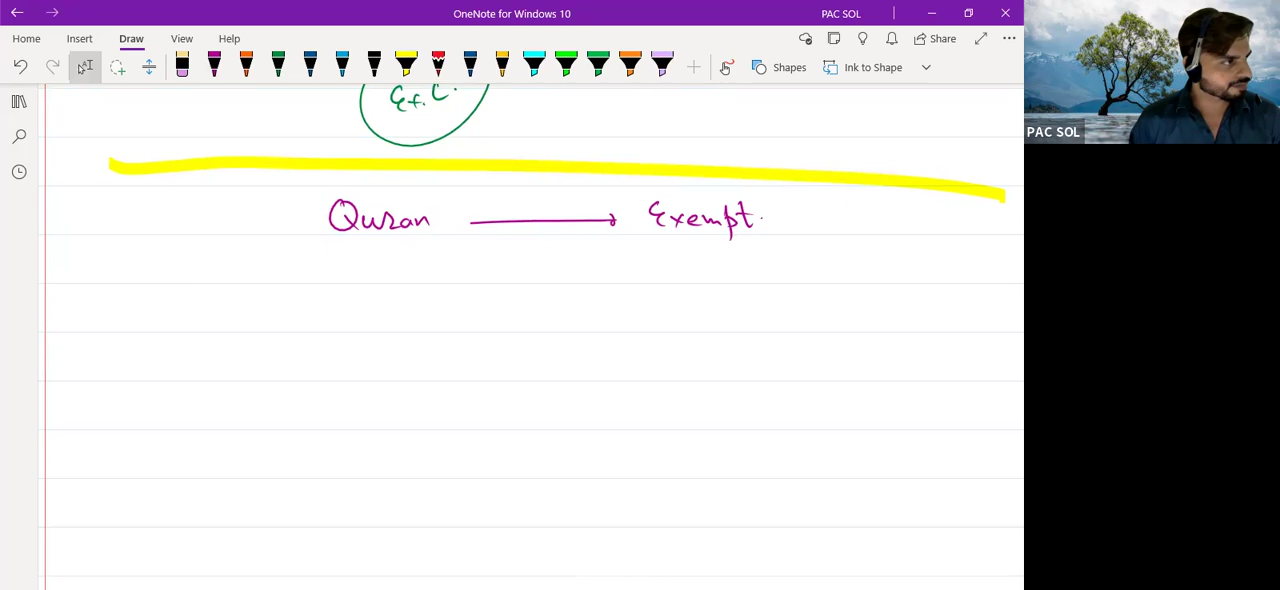 OneNote for Windows 10
PAC SOL
Home Insert Draw View Help
Share
Shapes
Ink to Shape
PAC SOL
Ex. C.
Quran → Exempt.